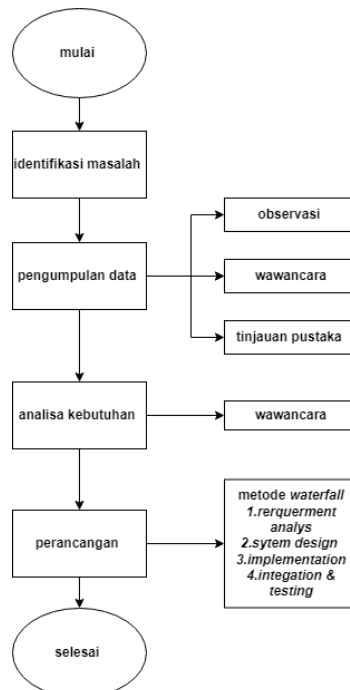 mulai
identifikasi masalah
observasi
pengumpulan data
wawancara
tinjauan pustaka
analisa kebutuhan
wawancara
metode waterfall
1.rerquerment
analys
2.sytem design
3.implementation
4.integation &
testing
perancangan
selesai